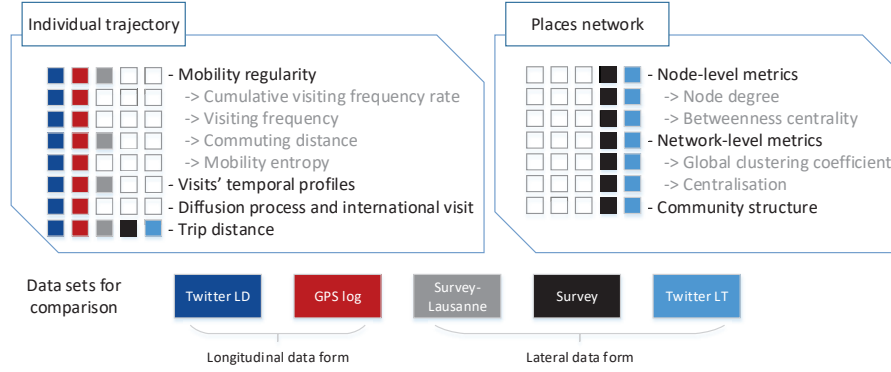 Individual trajectory
- Mobility regularity
-> Cumulative visiting frequency rate
-> Visiting frequency
-> Commuting distance
-> Mobility entropy
- Visits' temporal profiles
- Diffusion process and international visit
- Trip distance
Places network
- Node-level metrics
-> Node degree
-> Betweenness centrality
- Network-level metrics
-> Global clustering coefficient
-> Centralisation
- Community structure
Data sets for
comparison
Twitter LD
GPS log
Survey-
Lausanne
Survey
Twitter LT
Longitudinal data form
Lateral data form